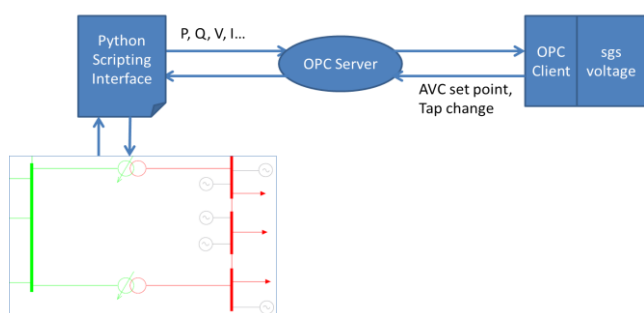 Python
Scripting
Interface
P, Q, V, I...
OPC Server
AVC set point,
Tap change
OPC
Client
sgs
voltage